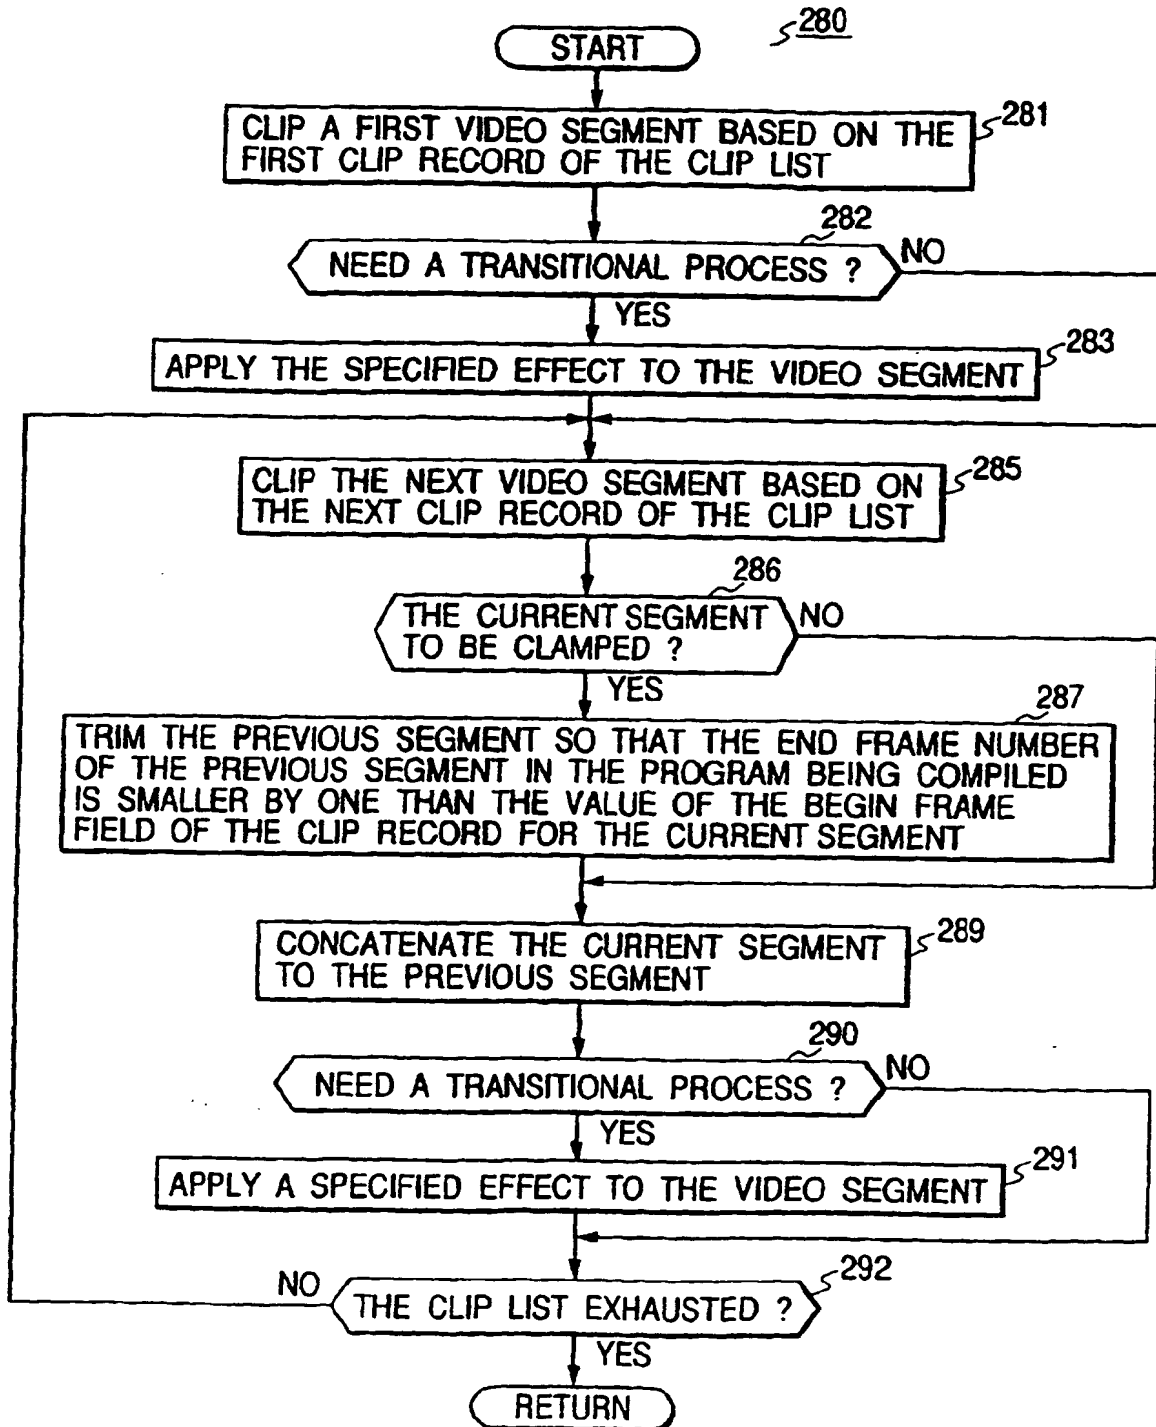 280
START
CLIP A FIRST VIDEO SEGMENT BASED ON THE
FIRST CLIP RECORD OF THE CLIP LIST
281
282
NEED A TRANSITIONAL PROCESS ?
NO
YES
283
APPLY THE SPECIFIED EFFECT TO THE VIDEO SEGMENT
CLIP THE NEXT VIDEO SEGMENT BASED ON
THE NEXT CLIP RECORD OF THE CLIP LIST
285
286
THE CURRENT SEGMENT
TO BE CLAMPED ?
NO
YES
287
TRIM THE PREVIOUS SEGMENT SO THAT THE END FRAME NUMBER
OF THE PREVIOUS SEGMENT IN THE PROGRAM BEING COMPILED
IS SMALLER BY ONE THAN THE VALUE OF THE BEGIN FRAME
FIELD OF THE CLIP RECORD FOR THE CURRENT SEGMENT
CONCATENATE THE CURRENT SEGMENT
TO THE PREVIOUS SEGMENT
289
290
NEED A TRANSITIONAL PROCESS ?
NO
YES
291
APPLY A SPECIFIED EFFECT TO THE VIDEO SEGMENT
292
NO
THE CLIP LIST EXHAUSTED ?
YES
RETURN